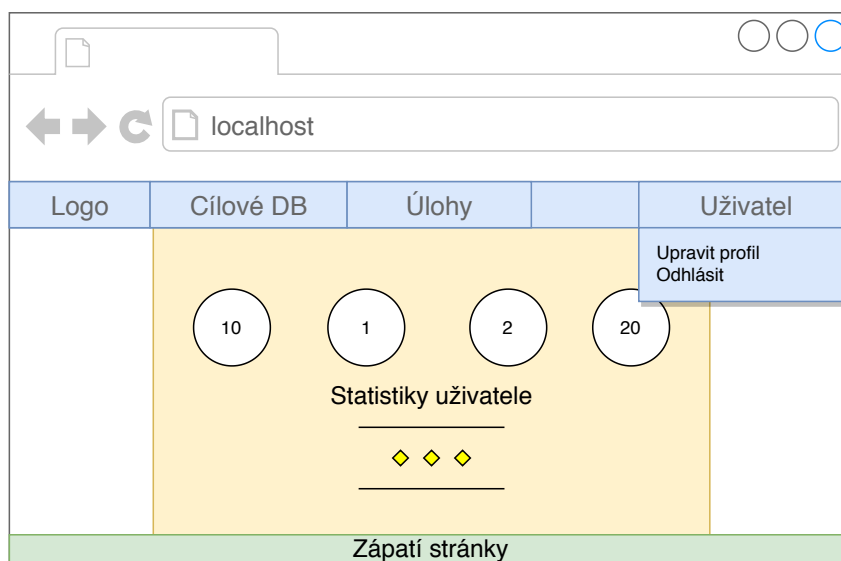 localhost
Logo
Cílové DB
Úlohy
Uživatel
Upravit profil
Odhlásit
10
1
2
20
Statistiky uživatele
Zápatí stránky